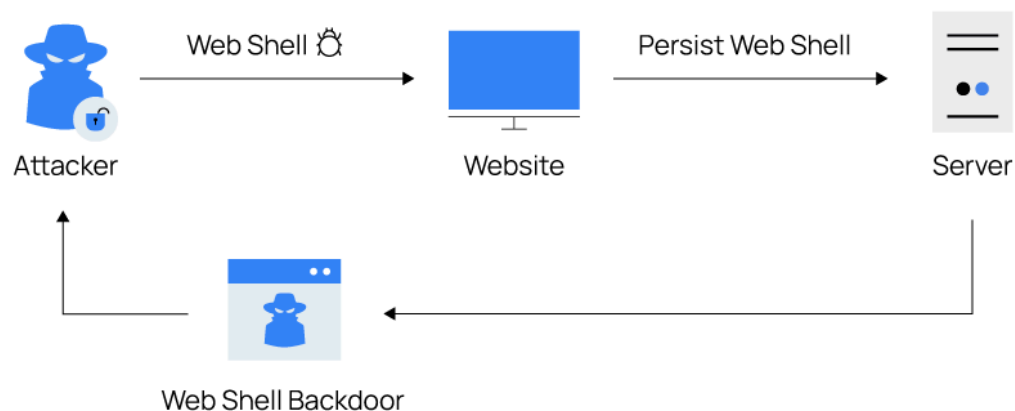 Web Shell
Persist Web Shell
Attacker
Website
Server
Web Shell Backdoor